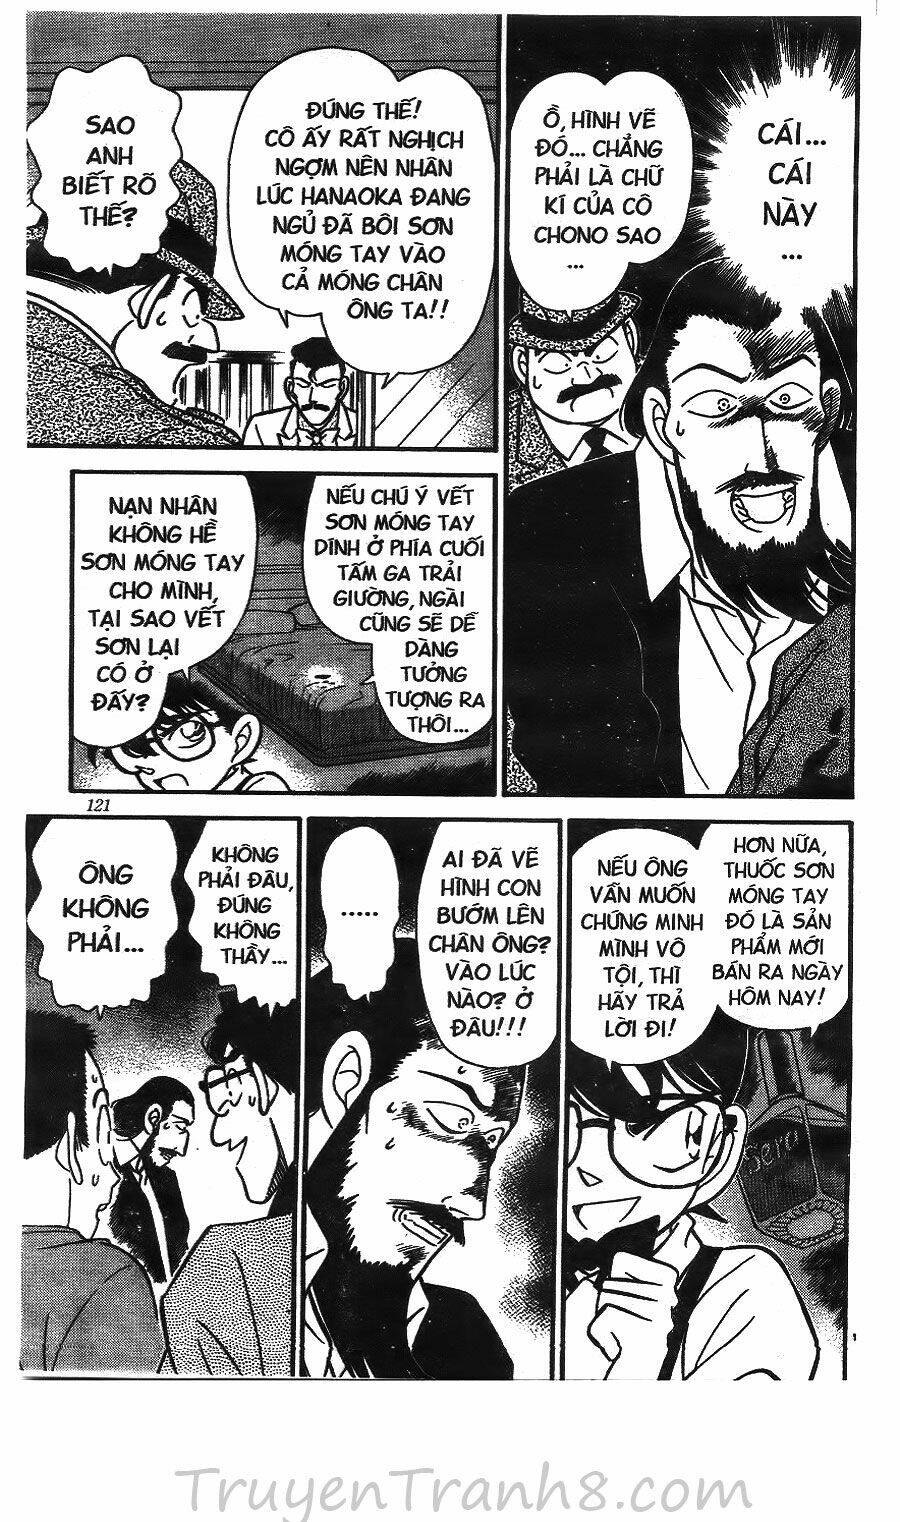 CÁI...
CÁI
NÀY
...
Ồ, HÌNH VẼ
ĐÓ... CHẲNG
PHẢI LÀ CHỮ
KÍ CỦA CÔ
CHONO SAO
...
ĐÚNG THẾ!
CÔ ẤY RẤT NGHỊCH
NGỢM NÊN NHÂN
LÚC HANAOKA ĐANG
NGỦ ĐÃ BÔI SƠN
MÓNG TAY VÀO
CẢ MÓNG CHÂN
ÔNG TA!!
SAO
ANH
BIẾT RÕ
THẾ?
NẾU CHÚ Ý VẾT
SƠN MÓNG TAY
DÍNH Ở PHÍA CUỐI
TẤM GA TRẢI
GIƯỜNG, NGÀI
CŨNG SẼ DỄ
DÀNG
TƯỞNG
TƯỢNG RA
THÔI...
NẠN NHÂN
KHÔNG HỀ
SƠN MÓNG TAY
CHO MÌNH,
TẠI SAO VẾT
SƠN LẠI
CÓ Ở
ĐẤY?
121
HƠN NỮA,
THUỐC SƠN
MÓNG TAY
ĐÓ LÀ SẢN
PHẨM MỚI
BÁN RA NGÀY
HÔM NAY!
NẾU ÔNG
VẪN MUỐN
CHỨNG MINH
MÌNH VÔ
TỘI, THÌ
HÃY TRẢ
LỜI ĐI!
Sera
AI ĐÃ VẼ
HÌNH CON
BƯỚM LÊN
CHÂN ÔNG?
VÀO LÚC
NÀO? Ở
ĐÂU!!!
.....
KHÔNG
PHẢI ĐÂU,
ĐÚNG
KHÔNG
THẦY...
ÔNG
KHÔNG
PHẢI...
TruyenTranh8.com